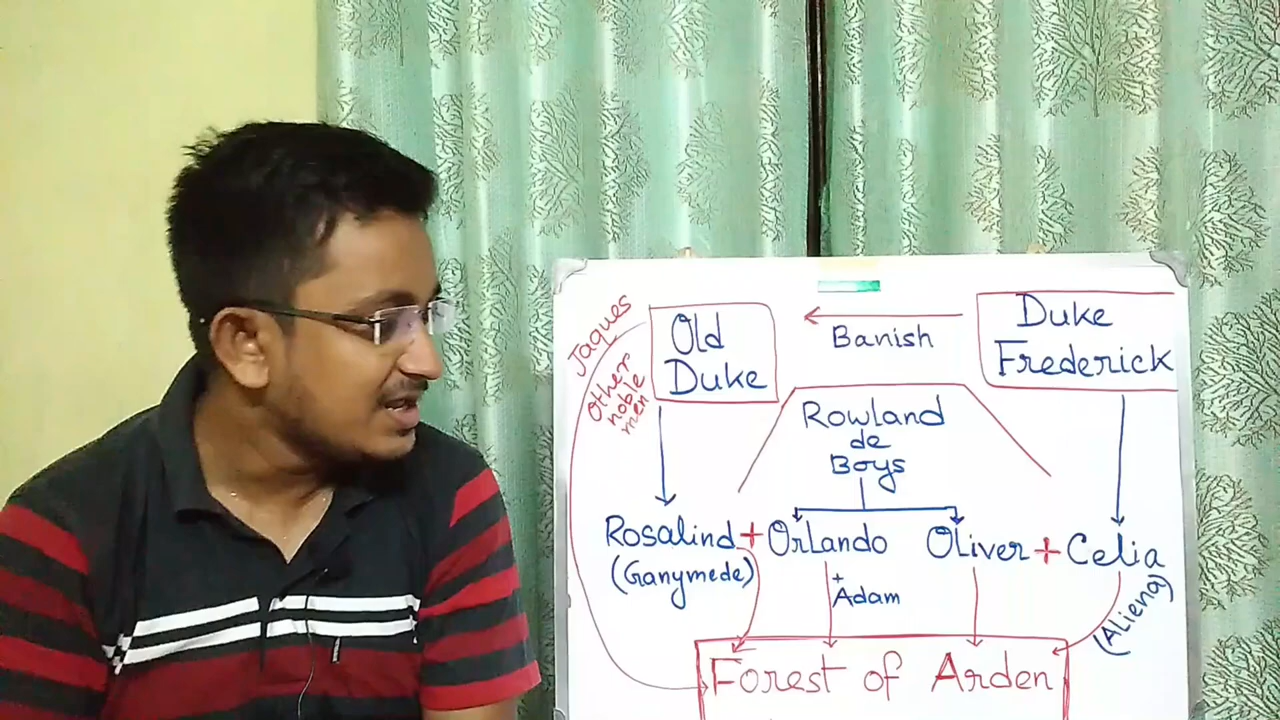 Jaques
Other
noble
men
Old
Duke
Banish
Duke
Frederick
Rowland
de
Boys
Rosalind + Orlando
(Ganymede)
Oliver + Celia
(Aliena)
+
Adam
Forest of Arden